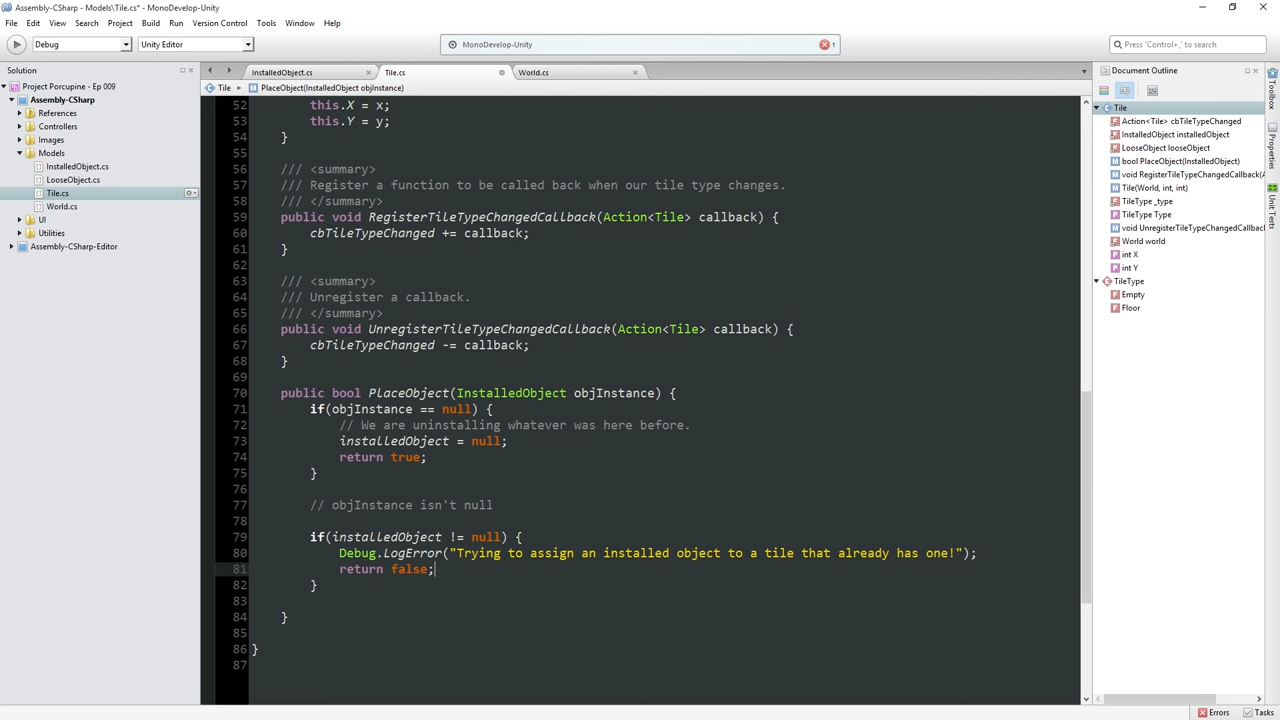 Assembly-CSharp - Models\Tile.cs* - MonoDevelop-Unity
File Edit View Search Project Build Run Version Control Tools Window Help
Debug Unity Editor MonoDevelop-Unity 1 Press 'Control+,' to search
Solution
Project Porcupine - Ep 009
Assembly-CSharp
References
Controllers
Images
Models
InstalledObject.cs
LooseObject.cs
Tile.cs
World.cs
UI
Utilities
Assembly-CSharp-Editor
InstalledObject.cs Tile.cs World.cs
Tile PlaceObject(InstalledObject objInstance)
52 this.X = x;
53 this.Y = y;
54 }
55
56 /// <summary>
57 /// Register a function to be called back when our tile type changes.
58 /// </summary>
59 public void RegisterTileTypeChangedCallback(Action<Tile> callback) {
60 cbTileTypeChanged += callback;
61 }
62
63 /// <summary>
64 /// Unregister a callback.
65 /// </summary>
66 public void UnregisterTileTypeChangedCallback(Action<Tile> callback) {
67 cbTileTypeChanged -= callback;
68 }
69
70 public bool PlaceObject(InstalledObject objInstance) {
71 if(objInstance == null) {
72 // We are uninstalling whatever was here before.
73 installedObject = null;
74 return true;
75 }
76
77 // objInstance isn't null
78
79 if(installedObject != null) {
80 Debug.LogError("Trying to assign an installed object to a tile that already has one!");
81 return false;
82 }
83
84 }
85
86 }
87
Document Outline
Tile
Action<Tile> cbTileTypeChanged
InstalledObject installedObject
LooseObject looseObject
bool PlaceObject(InstalledObject)
void RegisterTileTypeChangedCallback(A
Tile(World, int, int)
TileType _type
TileType Type
void UnregisterTileTypeChangedCallback
World world
int X
int Y
TileType
Empty
Floor
Toolbox
Properties
Unit Tests
Errors Tasks